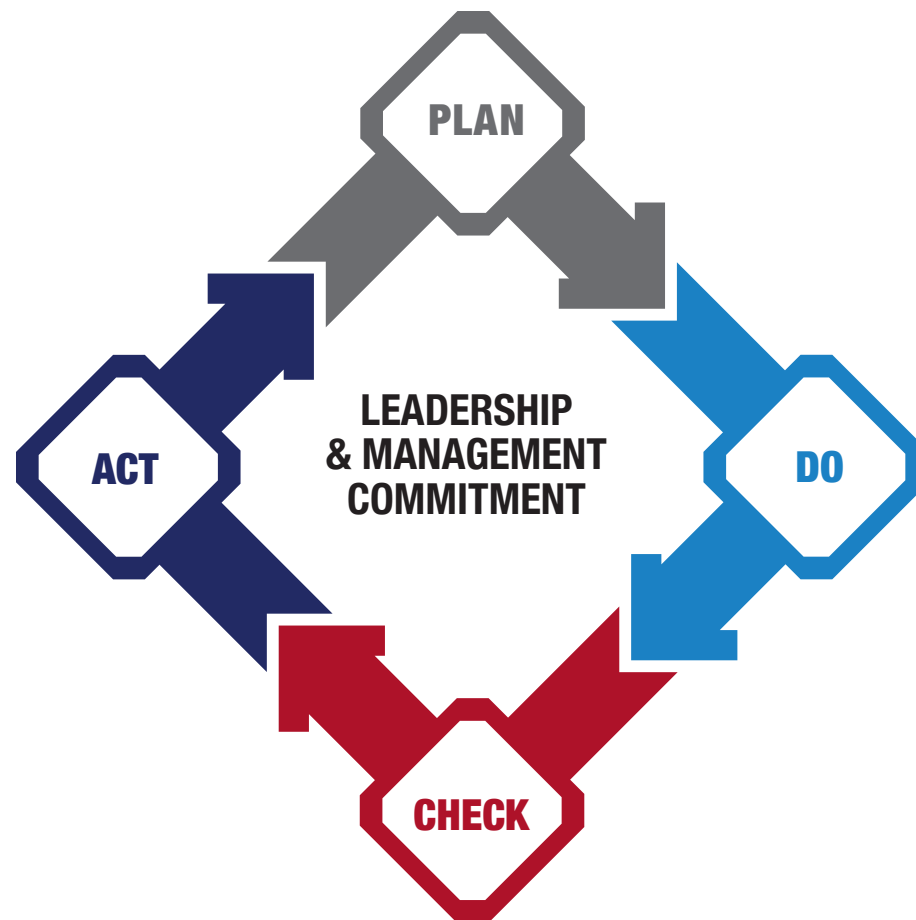 PLAN
LEADERSHIP
& MANAGEMENT
COMMITMENT
ACT
DO
CHECK